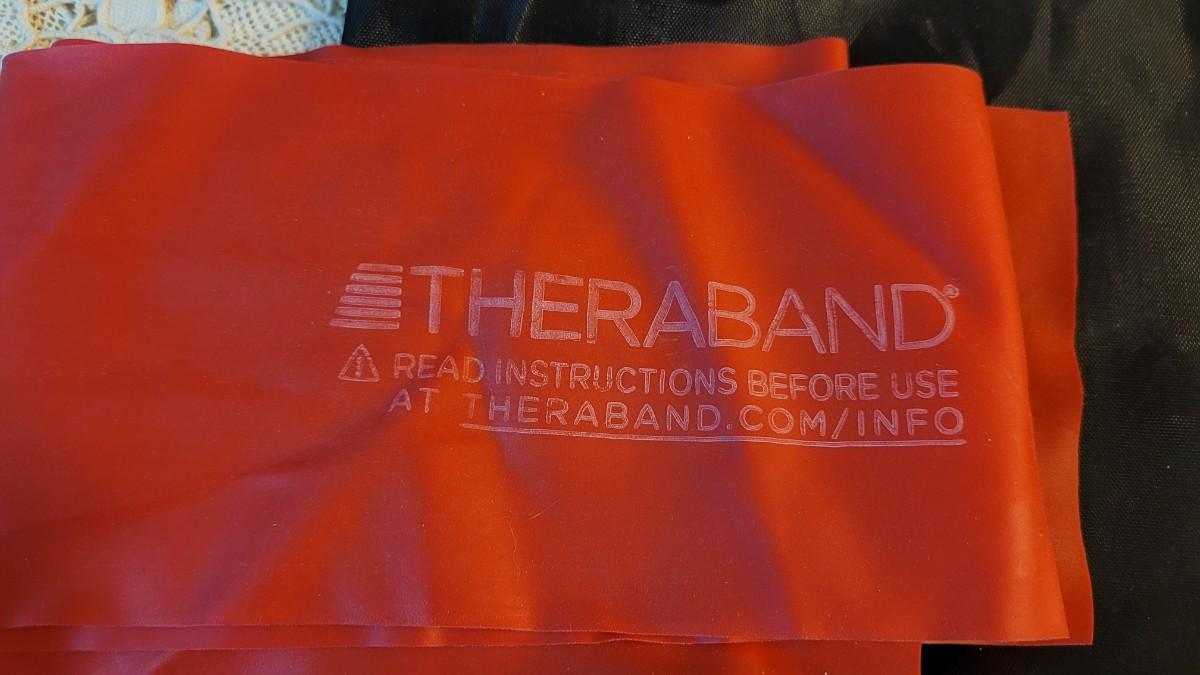 THERABAND®
READ INSTRUCTIONS BEFORE USE
AT THERABAND.COM/INFO